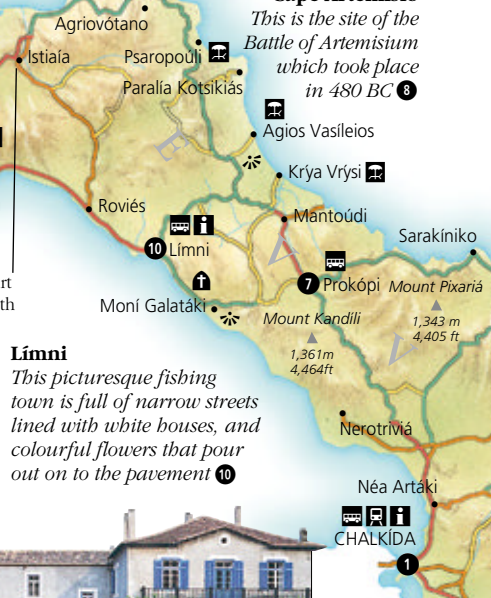 Agriovótano
This is the site of the
Battle of Artemisium
which took place
in 480 BC 8
Istiaía
Psaropoúli
Paralía Kotsikiás
Agios Vasíleios
Krýa Vrýsi
Roviés
Mantoúdi
10 Límni
Sarakíniko
7 Prokópi
Mount Pixariá
1,343 m
4,405 ft
Moní Galatáki
Mount Kandíli
1,361m
4,464ft
Límni
This picturesque fishing
town is full of narrow streets
lined with white houses, and
colourful flowers that pour
out on to the pavement 10
Nerotriviá
Néa Artáki
CHALKÍDA
1
E
V
V